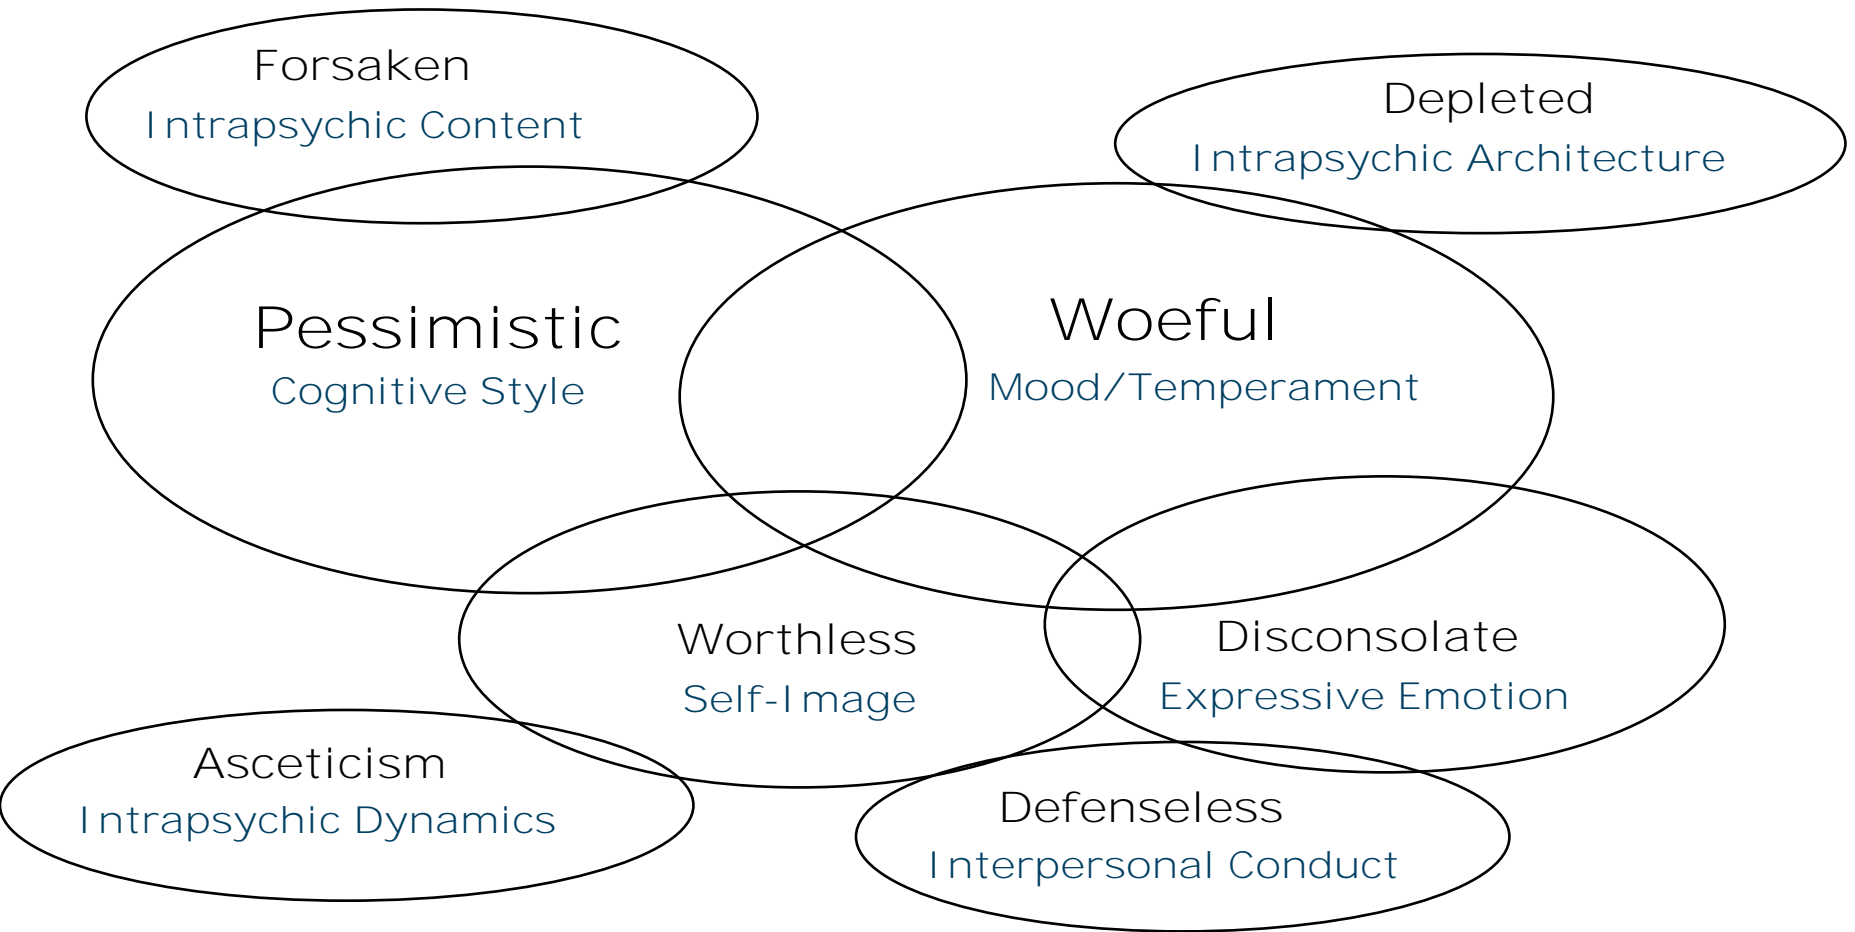 Forsaken
Intrapsychic Content
Depleted
Intrapsychic Architecture
Pessimistic
Cognitive Style
Woeful
Mood/Temperament
Worthless
Self-Image
Disconsolate
Expressive Emotion
Asceticism
Intrapsychic Dynamics
Defenseless
Interpersonal Conduct